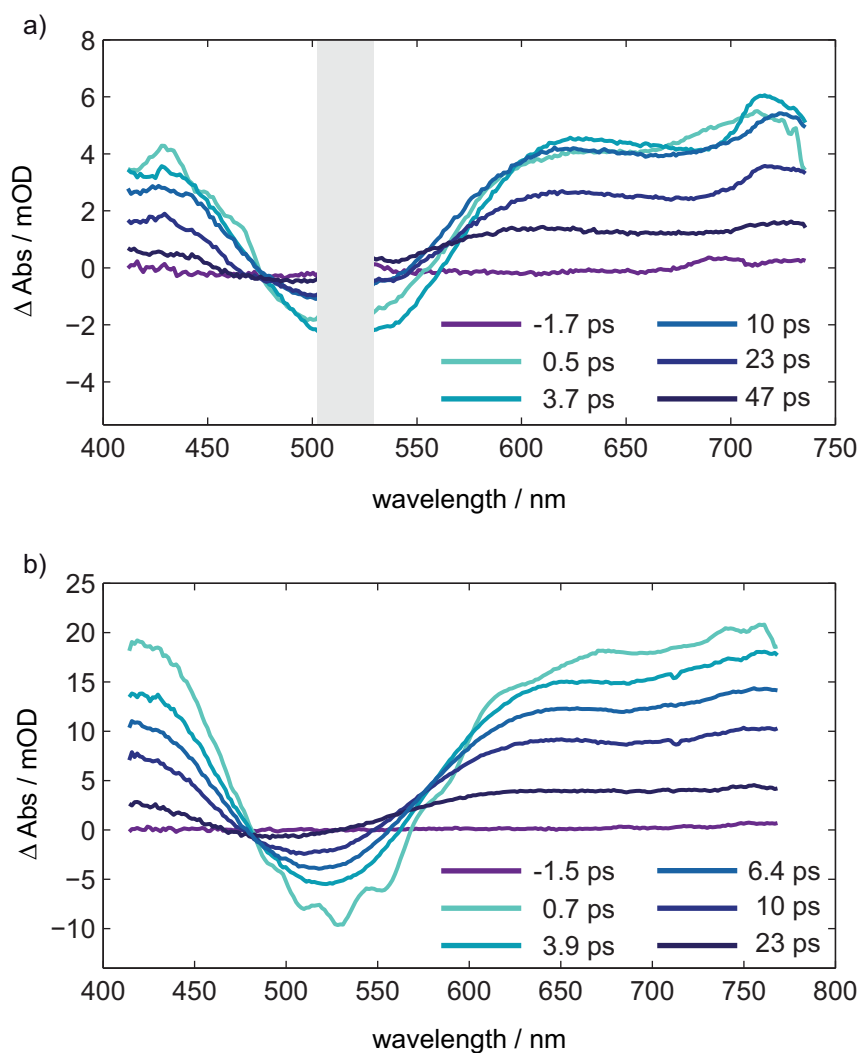 a)
8
6
4
2
0
−2
−4
Δ Abs / mOD
-1.7 ps
0.5 ps
3.7 ps
10 ps
23 ps
47 ps
400 450 500 550 600 650 700 750
wavelength / nm
b)
25
20
15
10
5
0
−5
−10
Δ Abs / mOD
-1.5 ps
0.7 ps
3.9 ps
6.4 ps
10 ps
23 ps
400 450 500 550 600 650 700 750 800
wavelength / nm